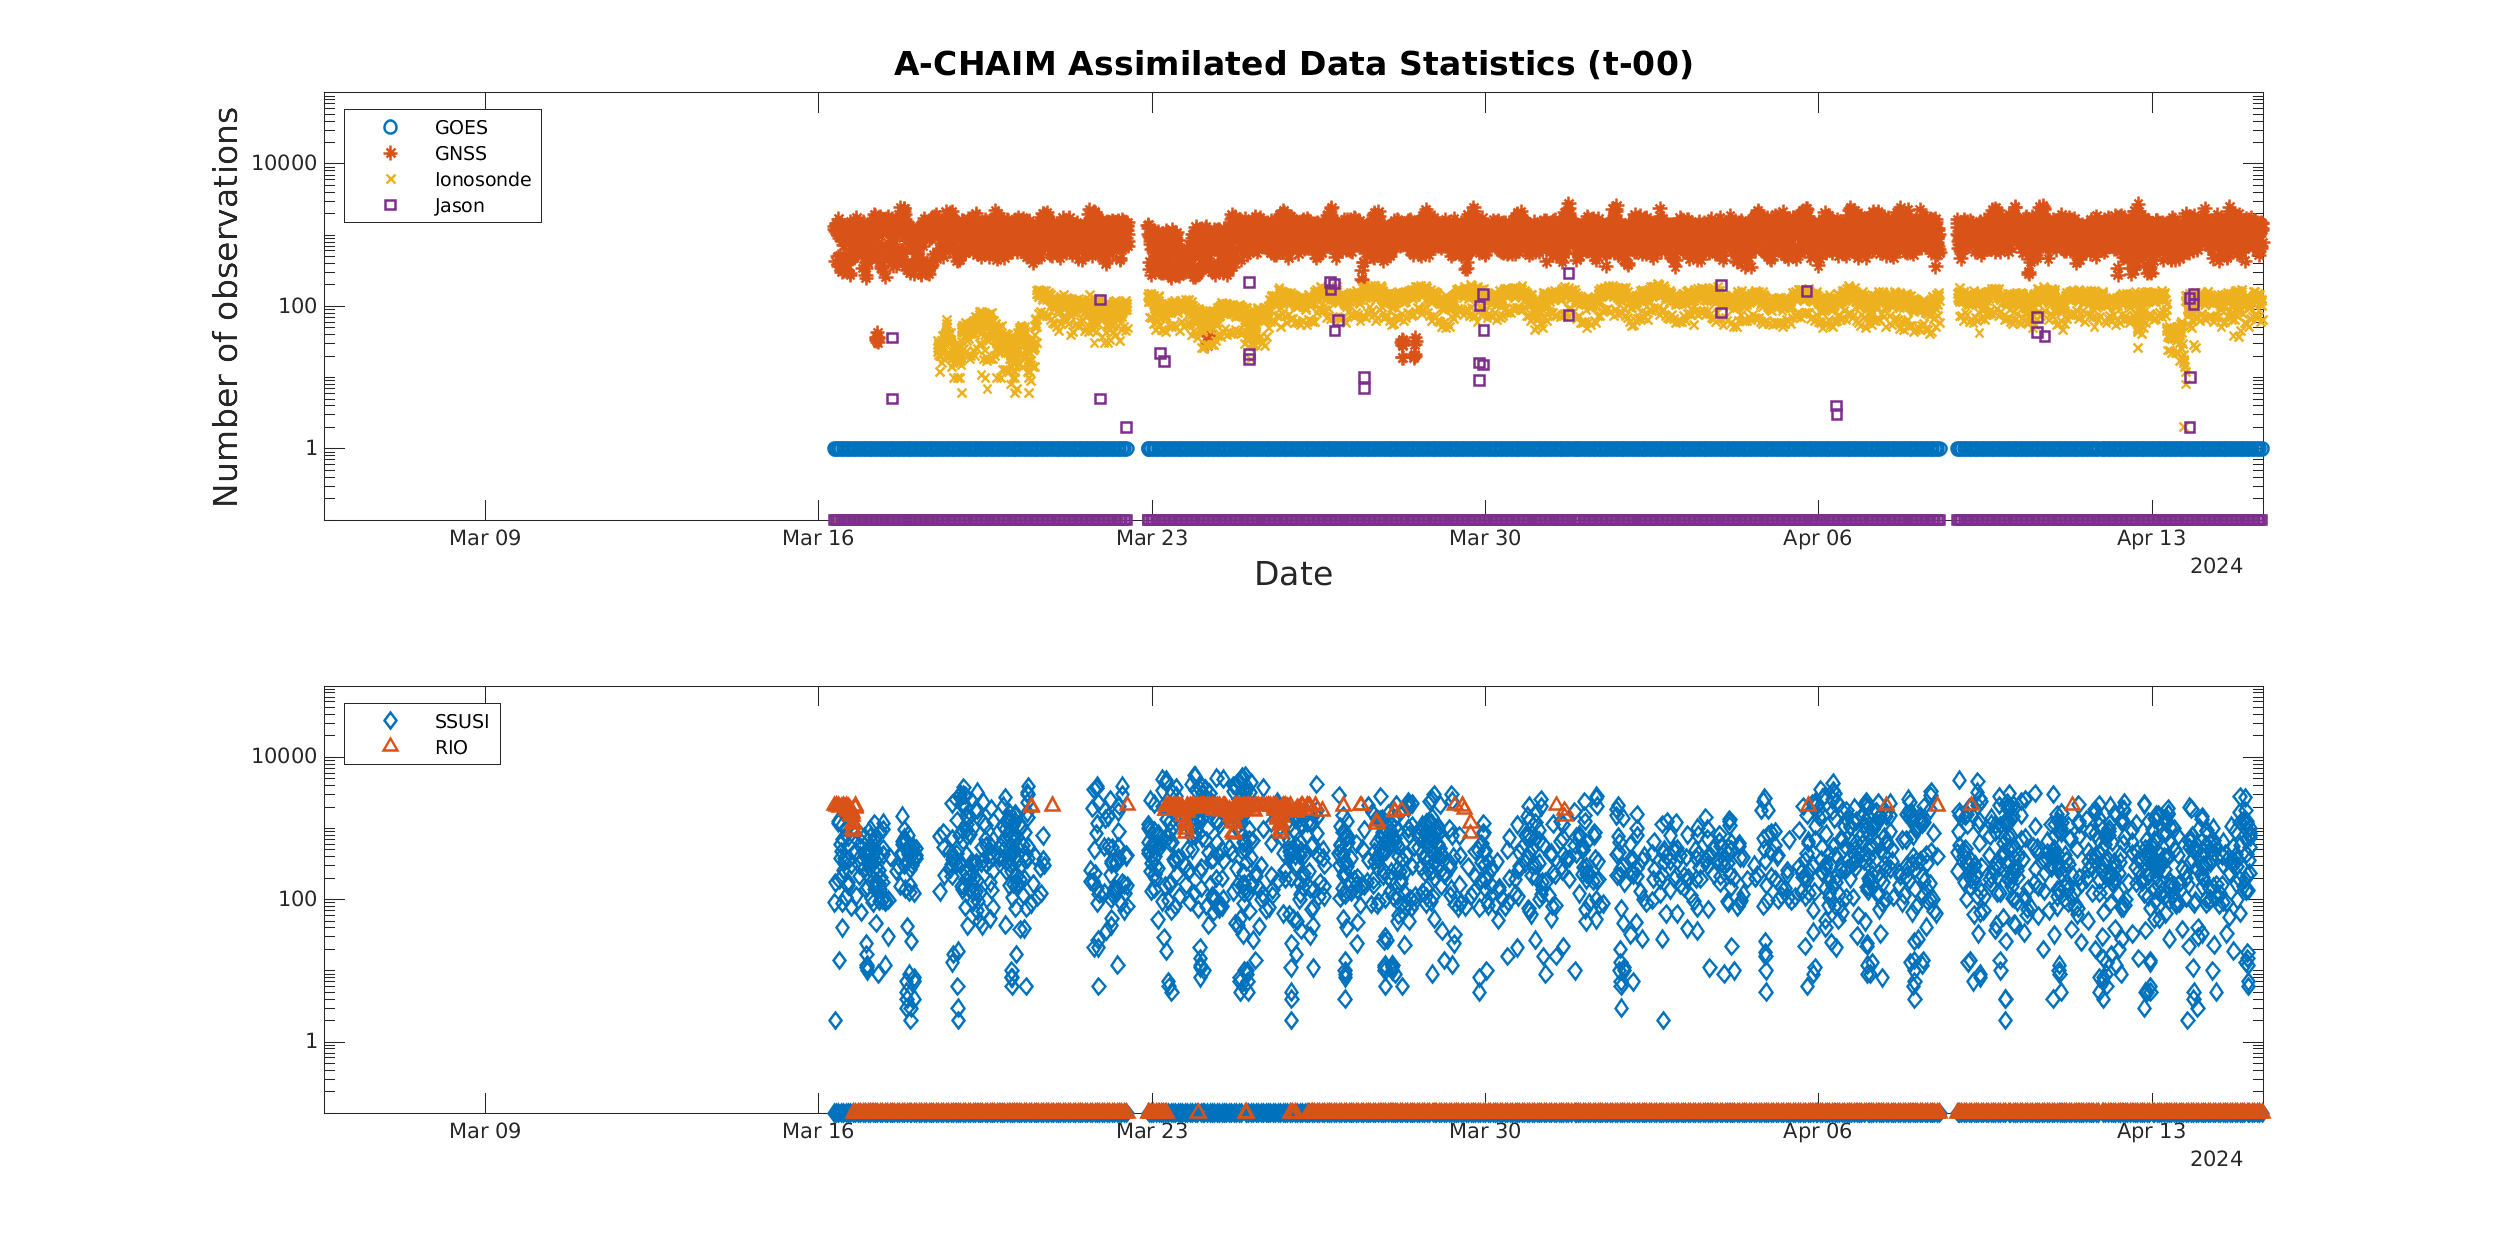 A-CHAIM Assimilated Data Statistics (t-00)
GOES
GNSS
Ionosonde
Jason
Number of observations
10000
100
1
Mar 09
Mar 16
Mar 23
Mar 30
Apr 06
Apr 13
2024
Date
SSUSI
RIO
10000
100
1
Mar 09
Mar 16
Mar 23
Mar 30
Apr 06
Apr 13
2024